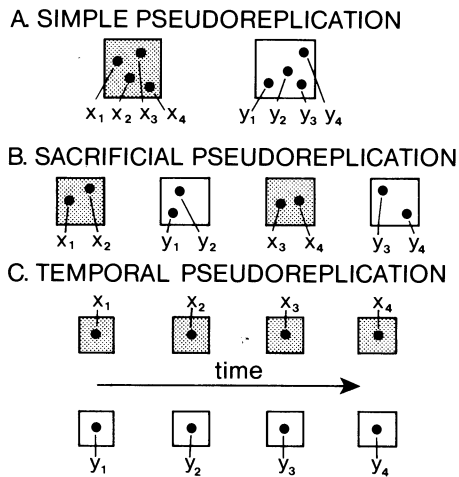 A. SIMPLE PSEUDOREPLICATION
x₁ x₂ x₃ x₄ y₁ y₂ y₃ y₄
B. SACRIFICIAL PSEUDOREPLICATION
x₁ x₂ y₁ y₂ x₃ x₄ y₃ y₄
C. TEMPORAL PSEUDOREPLICATION
x₁ x₂ x₃ x₄
time
y₁ y₂ y₃ y₄